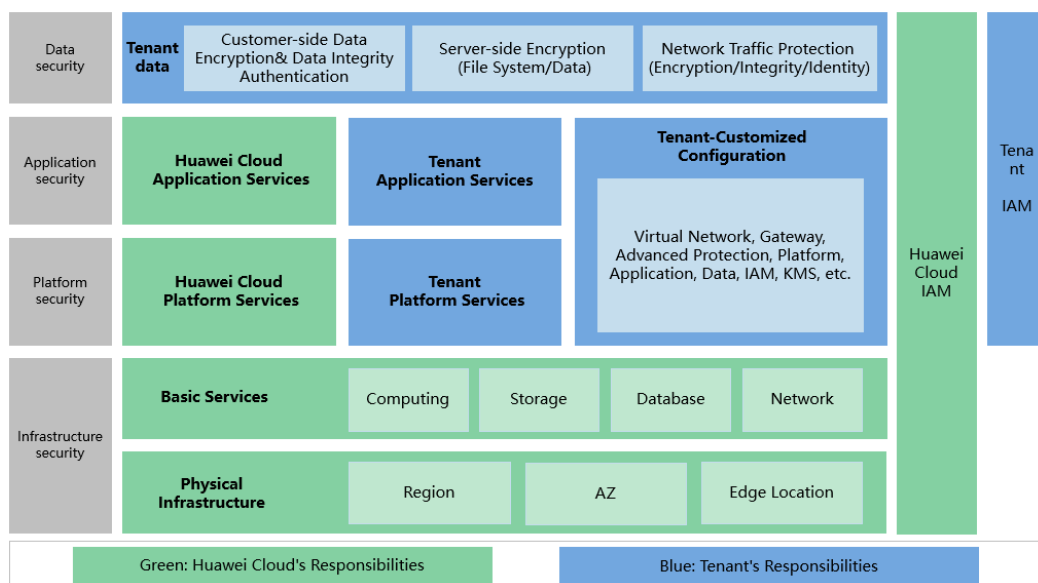 Data
security
Tenant
data
Customer-side Data
Encryption& Data Integrity
Authentication
Server-side Encryption
(File System/Data)
Network Traffic Protection
(Encryption/Integrity/Identity)
Application
security
Huawei Cloud
Application Services
Tenant
Application Services
Tenant-Customized
Configuration
Virtual Network, Gateway,
Advanced Protection, Platform,
Application, Data, IAM, KMS, etc.
Platform
security
Huawei Cloud
Platform Services
Tenant
Platform Services
Huawei
Cloud
IAM
Tena
nt
IAM
Infrastructure
security
Basic Services
Computing
Storage
Database
Network
Physical
Infrastructure
Region
AZ
Edge Location
Green: Huawei Cloud's Responsibilities
Blue: Tenant's Responsibilities